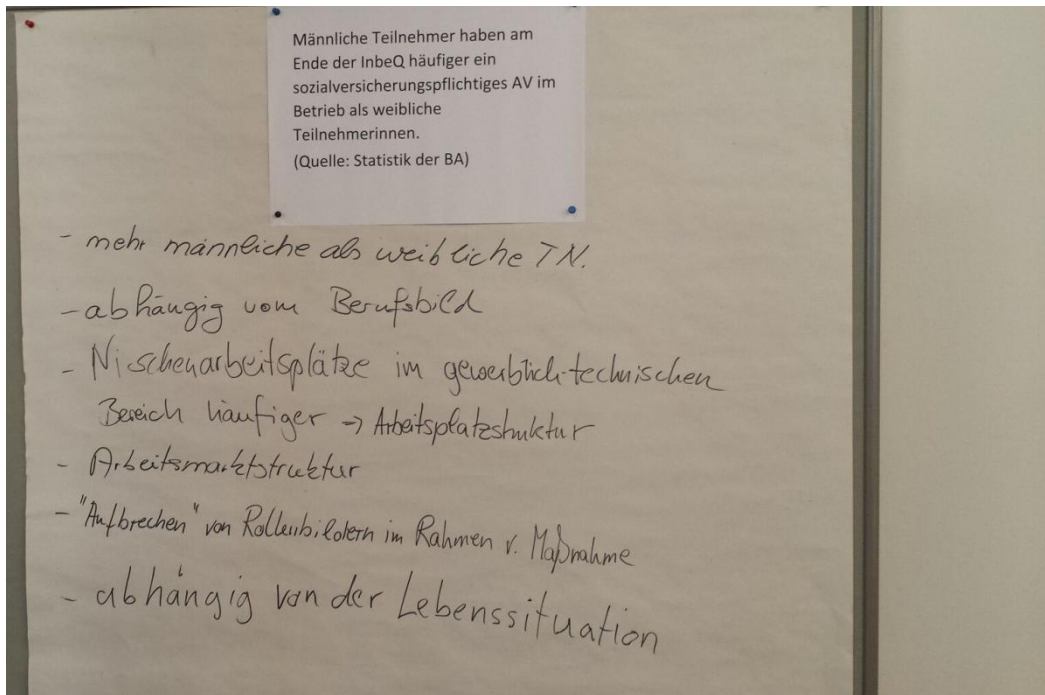 Männliche Teilnehmer haben am
Ende der InbeQ häufiger ein
sozialversicherungspflichtiges AV im
Betrieb als weibliche
Teilnehmerinnen.
(Quelle: Statistik der BA)
- mehr männliche als weibliche TN.
- abhängig vom Berufsbild
- Nischenarbeitsplätze im gewerblich-technischen
Bereich häufiger → Arbeitsplatzstruktur
- Arbeitsmarktstruktur
- "Aufbrechen" von Rollenbildern im Rahmen v. Maßnahme
- abhängig von der Lebenssituation